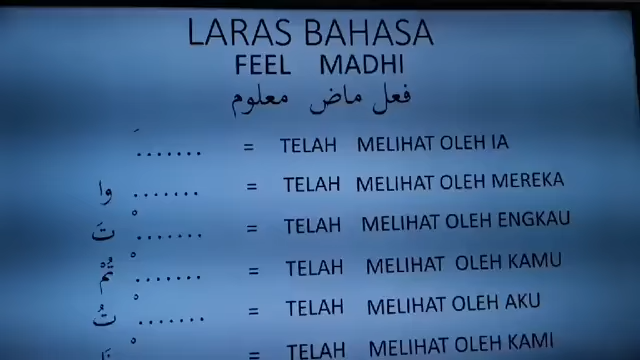 LARAS BAHASA
FEEL MADHI
فعل ماض معلوم
َ....... = TELAH MELIHAT OLEH IA
....... وا = TELAH MELIHAT OLEH MEREKA
ْ....... تَ = TELAH MELIHAT OLEH ENGKAU
ْ....... تُمْ = TELAH MELIHAT OLEH KAMU
ْ....... تُ = TELAH MELIHAT OLEH AKU
ْ....... نَا = TELAH MELIHAT OLEH KAMI